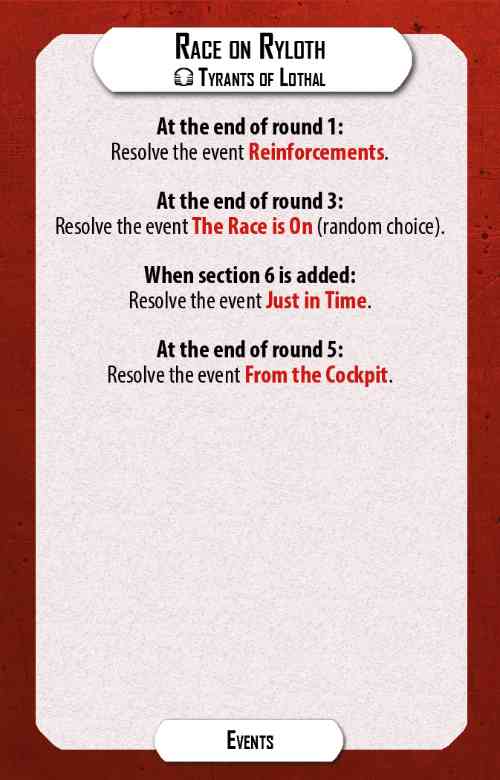 Race on Ryloth
Tyrants of Lothal
At the end of round 1:
Resolve the event Reinforcements.
At the end of round 3:
Resolve the event The Race is On (random choice).
When section 6 is added:
Resolve the event Just in Time.
At the end of round 5:
Resolve the event From the Cockpit.
Events